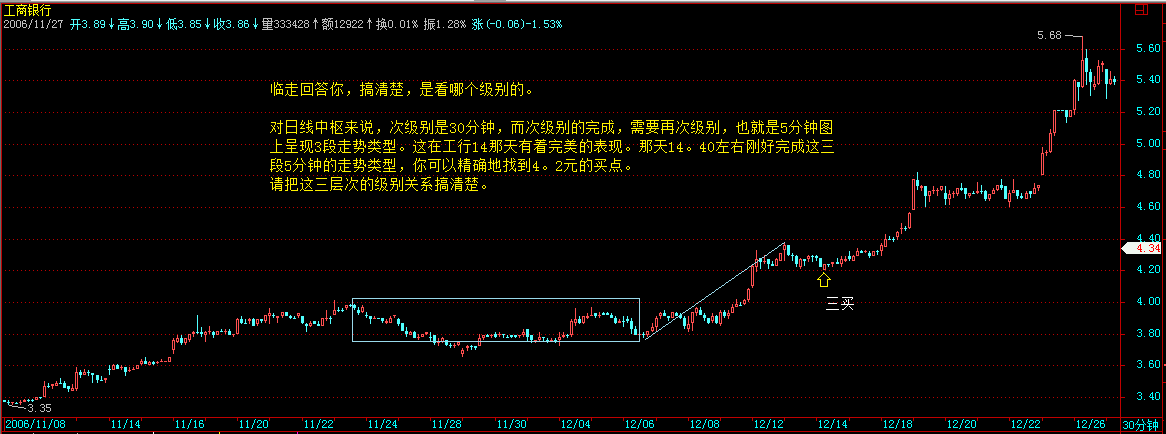 工商银行
2006/11/27 开3.89↓高3.90↓低3.85↓收3.86↓量333428↑额12922↑换0.01% 振1.28% 涨(-0.06)-1.53%
5.68
5.60
临走回答你，搞清楚，是看哪个级别的。
5.40
对日线中枢来说，次级别是30分钟，而次级别的完成，需要再次级别，也就是5分钟图
上呈现3段走势类型。这在工行14那天有着完美的表现。那天14。40左右刚好完成这三
段5分钟的走势类型，你可以精确地找到4。2元的买点。
请把这三层次的级别关系搞清楚。
5.20
5.00
4.80
4.60
4.40
4.34
4.20
三买
4.00
3.80
3.60
3.40
3.35
2006/11/08 11/14 11/16 11/20 11/22 11/24 11/28 11/30 12/04 12/06 12/08 12/12 12/14 12/18 12/20 12/22 12/26 30分钟